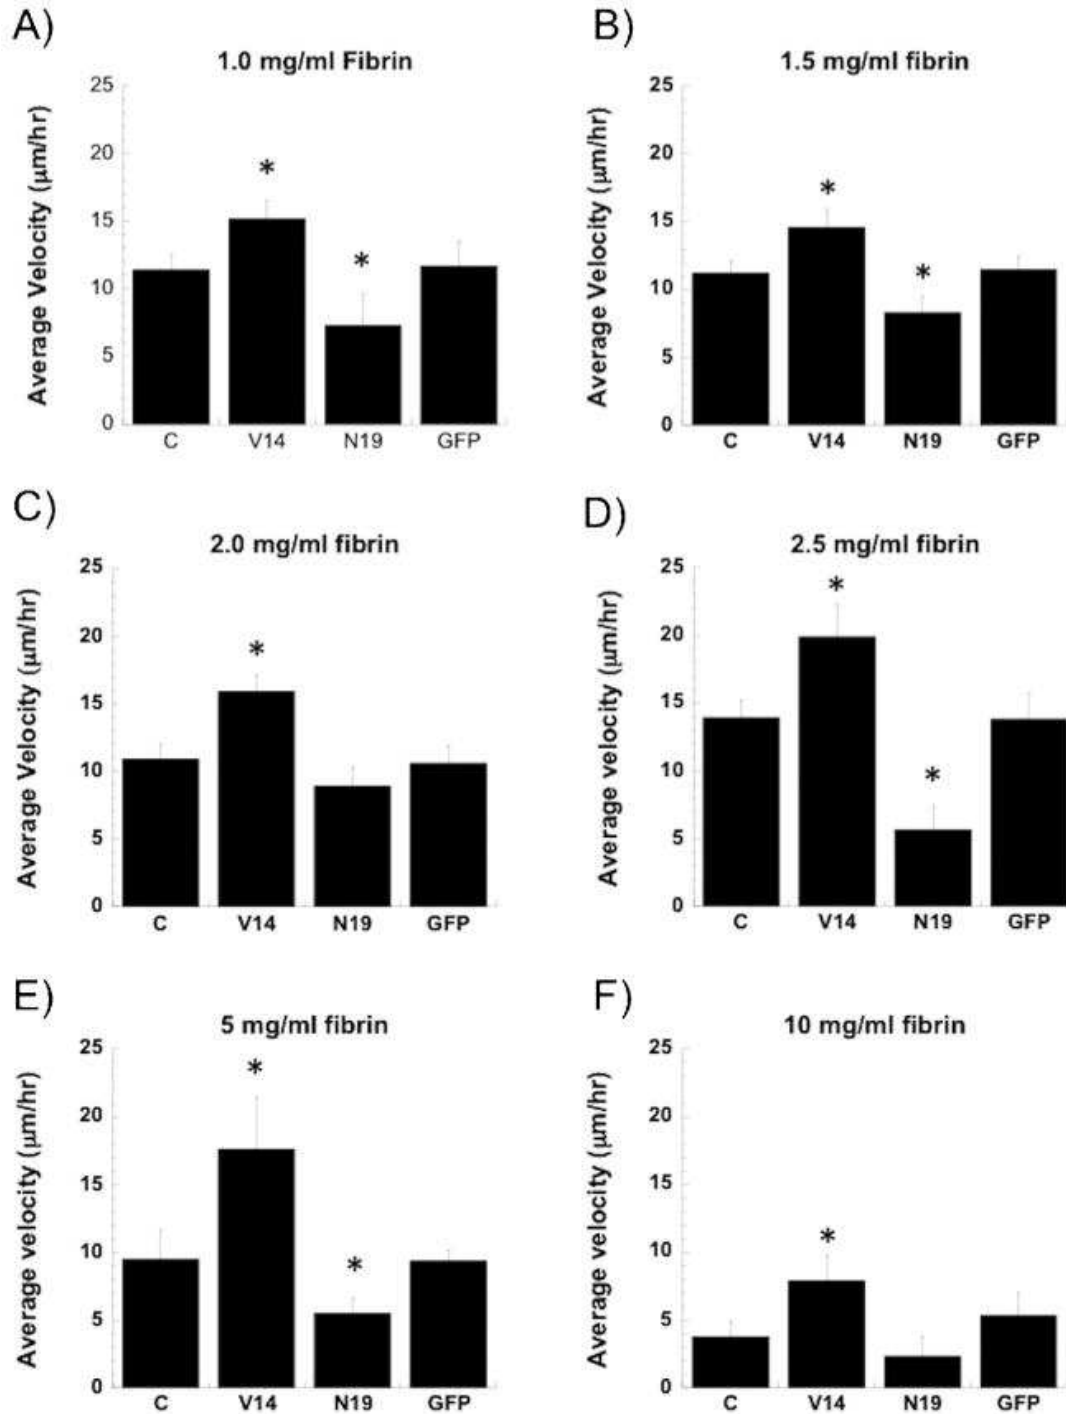 A)
1.0 mg/ml Fibrin
Average Velocity (μm/hr)
25
20
15
10
5
0
C V14 N19 GFP
B)
1.5 mg/ml fibrin
Average Velocity (μm/hr)
25
20
15
10
5
0
C V14 N19 GFP
C)
2.0 mg/ml fibrin
Average Velocity (μm/hr)
25
20
15
10
5
0
C V14 N19 GFP
D)
2.5 mg/ml fibrin
Average velocity (μm/hr)
25
20
15
10
5
0
C V14 N19 GFP
E)
5 mg/ml fibrin
Average velocity (μm/hr)
25
20
15
10
5
0
C V14 N19 GFP
F)
10 mg/ml fibrin
Average velocity (μm/hr)
25
20
15
10
5
0
C V14 N19 GFP